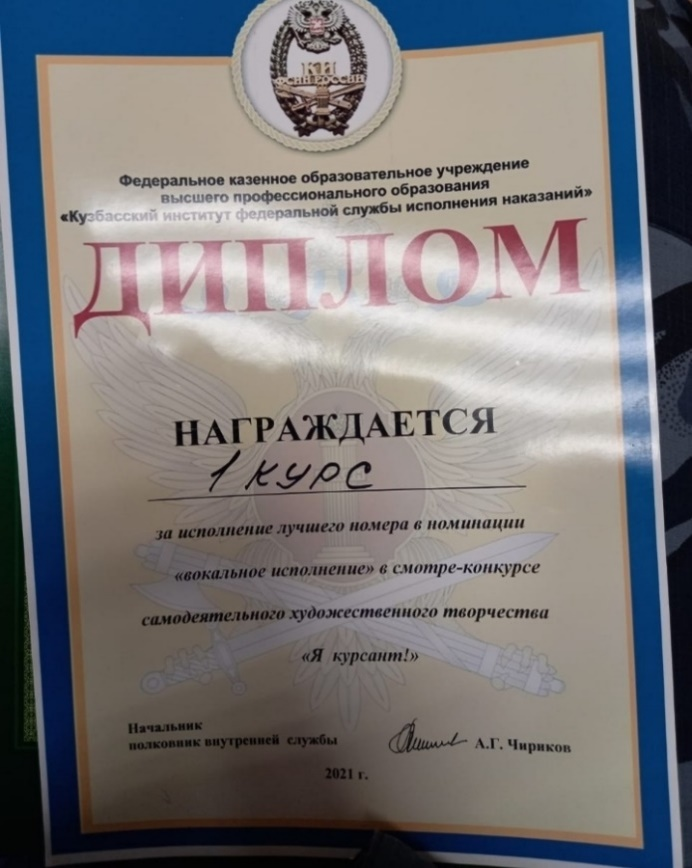 КИ
ФСИН РОССИИ
Федеральное казенное образовательное учреждение
высшего профессионального образования
«Кузбасский институт федеральной службы исполнения наказаний»
ДИПЛОМ
НАГРАЖДАЕТСЯ
1 КУРС
за исполнение лучшего номера в номинации
«вокальное исполнение» в смотре-конкурсе
самодеятельного художественного творчества
«Я курсант!»
Начальник
полковник внутренней службы
А.Г. Чириков
2021 г.